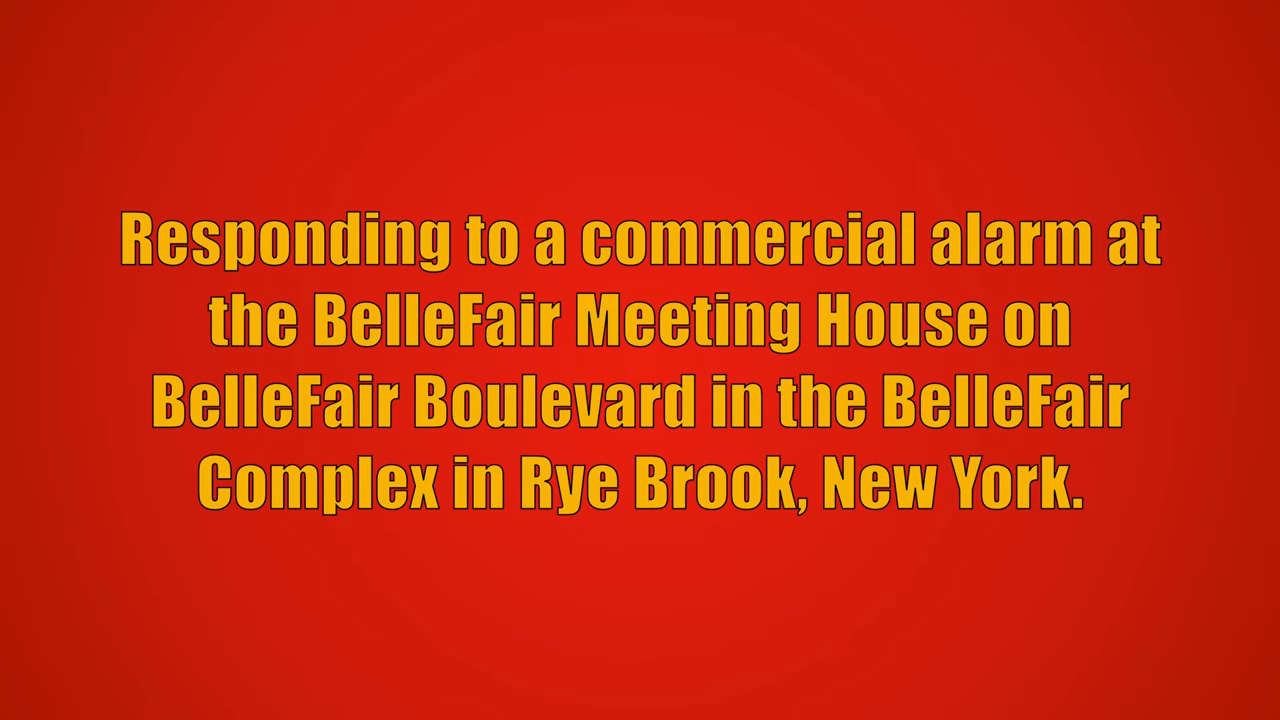 Responding to a commercial alarm at
the BelleFair Meeting House on
BelleFair Boulevard in the BelleFair
Complex in Rye Brook, New York.